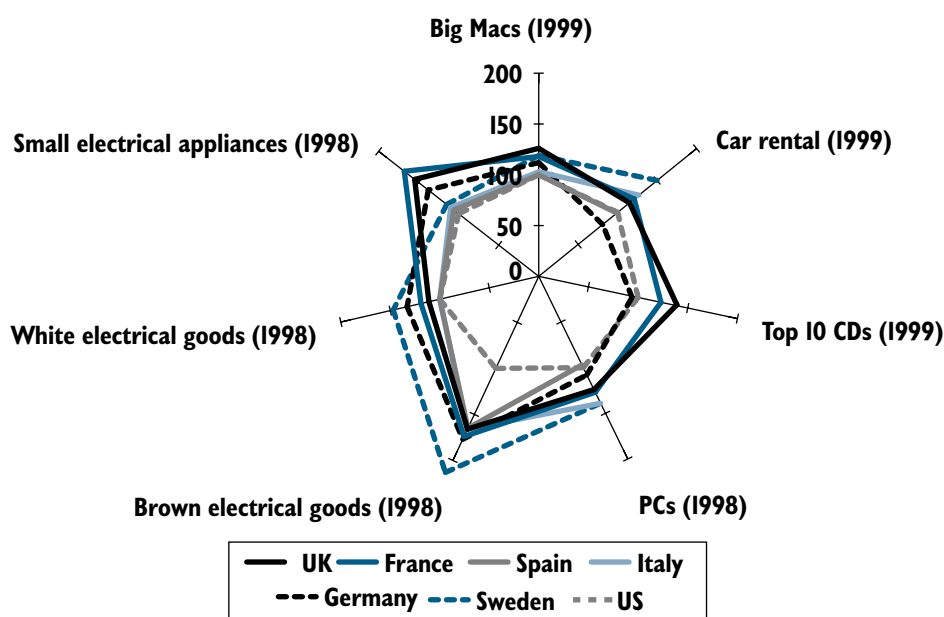 Big Macs (1999)
200
150
Small electrical appliances (1998)
Car rental (1999)
100
50
0
White electrical goods (1998)
Top 10 CDs (1999)
Brown electrical goods (1998)
PCs (1998)
UK France Spain Italy
Germany Sweden US